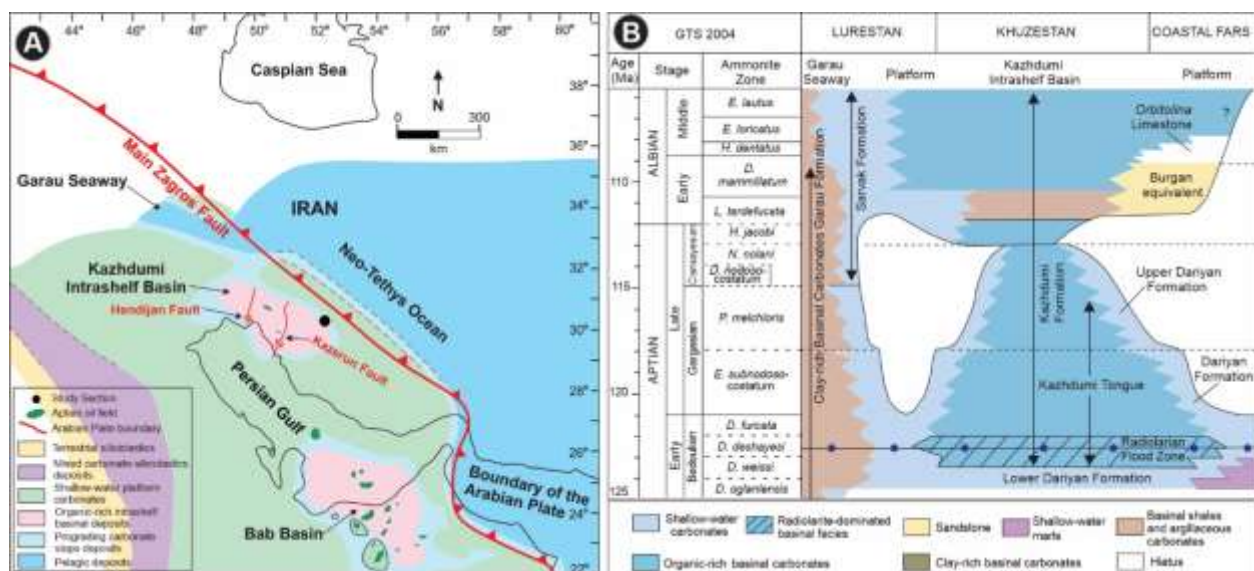 A
44° 46° 48° 50° 52° 54° 56° 58° 60°
Caspian Sea
38°
36°
34°
32°
30°
28°
26°
24°
22°
N
0 300
km
Main Zagros Fault
Garau Seaway
IRAN
Neo-Tethys Ocean
Kazhdumi
Intrashelf Basin
Hendijan Fault
Kazerun Fault
Persian Gulf
Boundary of the
Arabian Plate
Bab Basin
Study Section
Aptian oil field
Arabian Plate boundary
Terrestrial siliciclastics
Mixed carbonate siliciclastics
deposits
Shallow-water platform
carbonates
Organic-rich intrashelf
basinal deposits
Prograding carbonate
slope deposits
Pelagic deposits
B
GTS 2004
LURESTAN
KHUZESTAN
COASTAL FARS
Age
(Ma)
Stage
Ammonite
Zone
Garau
Seaway
Platform
Kazhdumi
Intrashelf Basin
Platform
110
115
120
125
ALBIAN
APTIAN
Middle
Early
Late
Early
Gargasian
Bedoulian
E. lautus
E. loricatus
H. dentatus
D.
mammillatum
L. tardefurcata
H. jacobi
N. nolani
P. melchioris
E. subnodoso-
costatum
D. furcata
D. deshayesi
D. weissi
D. oglanlensis
Clay-rich Basinal Carbonates Garau Formation
Sarvak Formation
Kazhdumi
Formation
Orbitolina
Limestone
?
Burgan
equivalent
Upper Dariyan
Formation
Dariyan
Formation
Kazhdumi Tongue
Radiolarian
Flood Zone
Lower Dariyan Formation
Shallow-water
carbonates
Radiolarite-dominated
basinal facies
Sandstone
Shallow-water
marls
Basinal shales
and argillaceous
carbonates
Organic-rich basinal carbonates
Clay-rich basinal carbonates
Hiatus